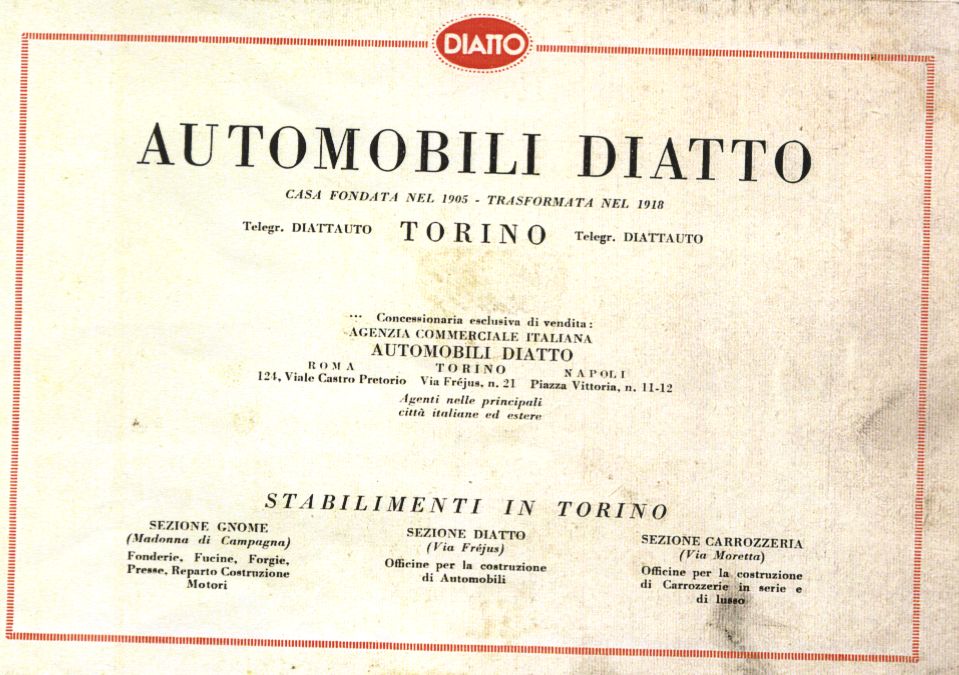 DIATTO
AUTOMOBILI DIATTO
CASA FONDATA NEL 1905 - TRASFORMATA NEL 1918
Telegr. DIATTAUTO TORINO Telegr. DIATTAUTO
... Concessionaria esclusiva di vendita:
AGENZIA COMMERCIALE ITALIANA
AUTOMOBILI DIATTO
ROMA TORINO NAPOLI
124, Viale Castro Pretorio Via Fréjus, n. 21 Piazza Vittoria, n. 11-12
Agenti nelle principali
città italiane ed estere
STABILIMENTI IN TORINO
SEZIONE GNOME
(Madonna di Campagna)
Fonderie, Fucine, Forgie,
Presse, Reparto Costruzione
Motori
SEZIONE DIATTO
(Via Fréjus)
Officine per la costruzione
di Automobili
SEZIONE CARROZZERIA
(Via Moretta)
Officine per la costruzione
di Carrozzerie in serie e
di lusso